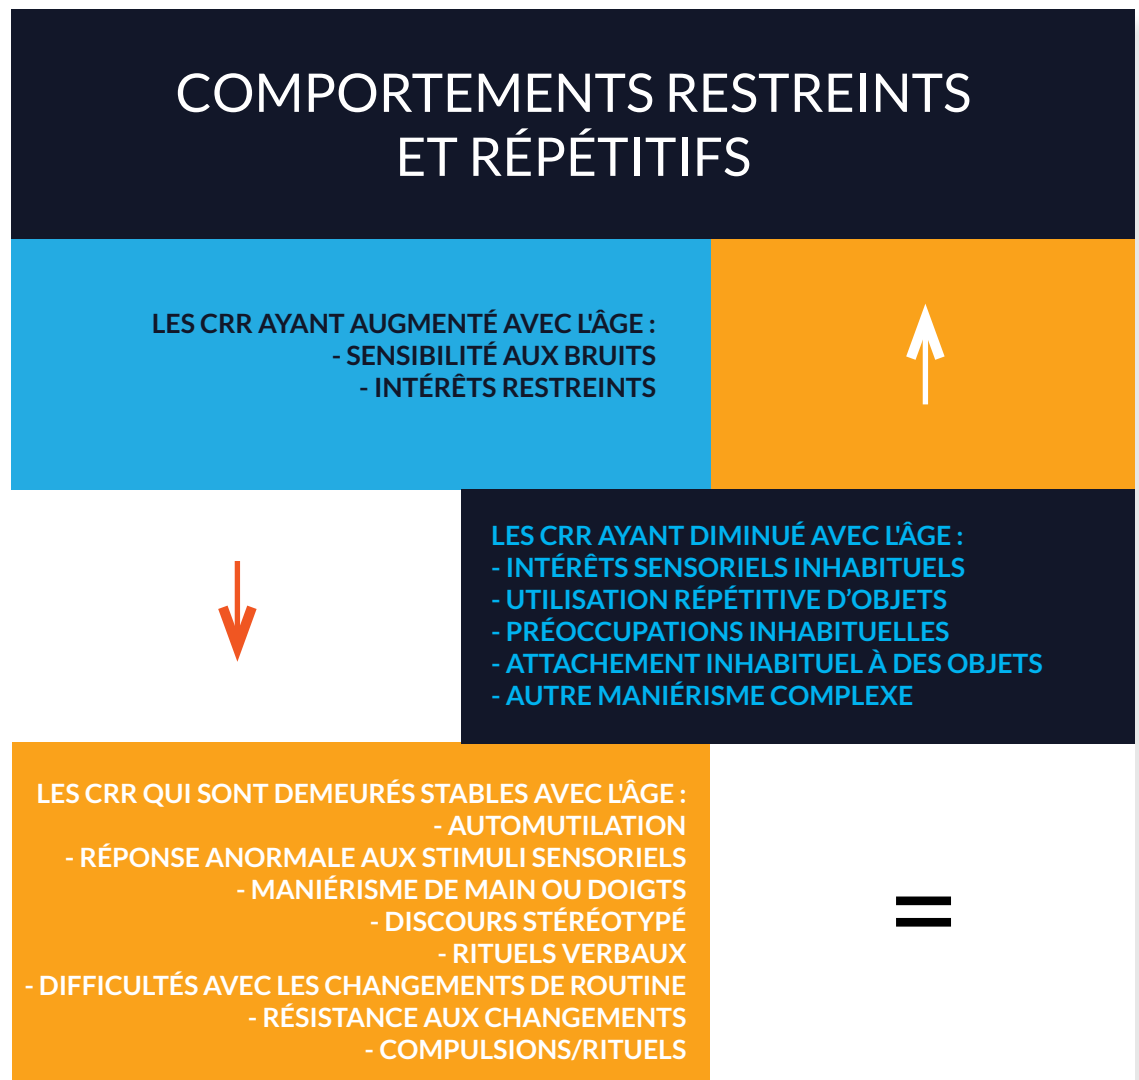 COMPORTEMENTS RESTREINTS
ET RÉPÉTITIFS
LES CRR AYANT AUGMENTÉ AVEC L'ÂGE :
- SENSIBILITÉ AUX BRUITS
- INTÉRÊTS RESTREINTS
LES CRR AYANT DIMINUÉ AVEC L'ÂGE :
- INTÉRÊTS SENSORIELS INHABITUELS
- UTILISATION RÉPÉTITIVE D’OBJETS
- PRÉOCCUPATIONS INHABITUELLES
- ATTACHEMENT INHABITUEL À DES OBJETS
- AUTRE MANIÉRISME COMPLEXE
LES CRR QUI SONT DEMEURÉS STABLES AVEC L'ÂGE :
- AUTOMUTILATION
- RÉPONSE ANORMALE AUX STIMULI SENSORIELS
- MANIÉRISME DE MAIN OU DOIGTS
- DISCOURS STÉRÉOTYPÉ
- RITUELS VERBAUX
- DIFFICULTÉS AVEC LES CHANGEMENTS DE ROUTINE
- RÉSISTANCE AUX CHANGEMENTS
- COMPULSIONS/RITUELS
=